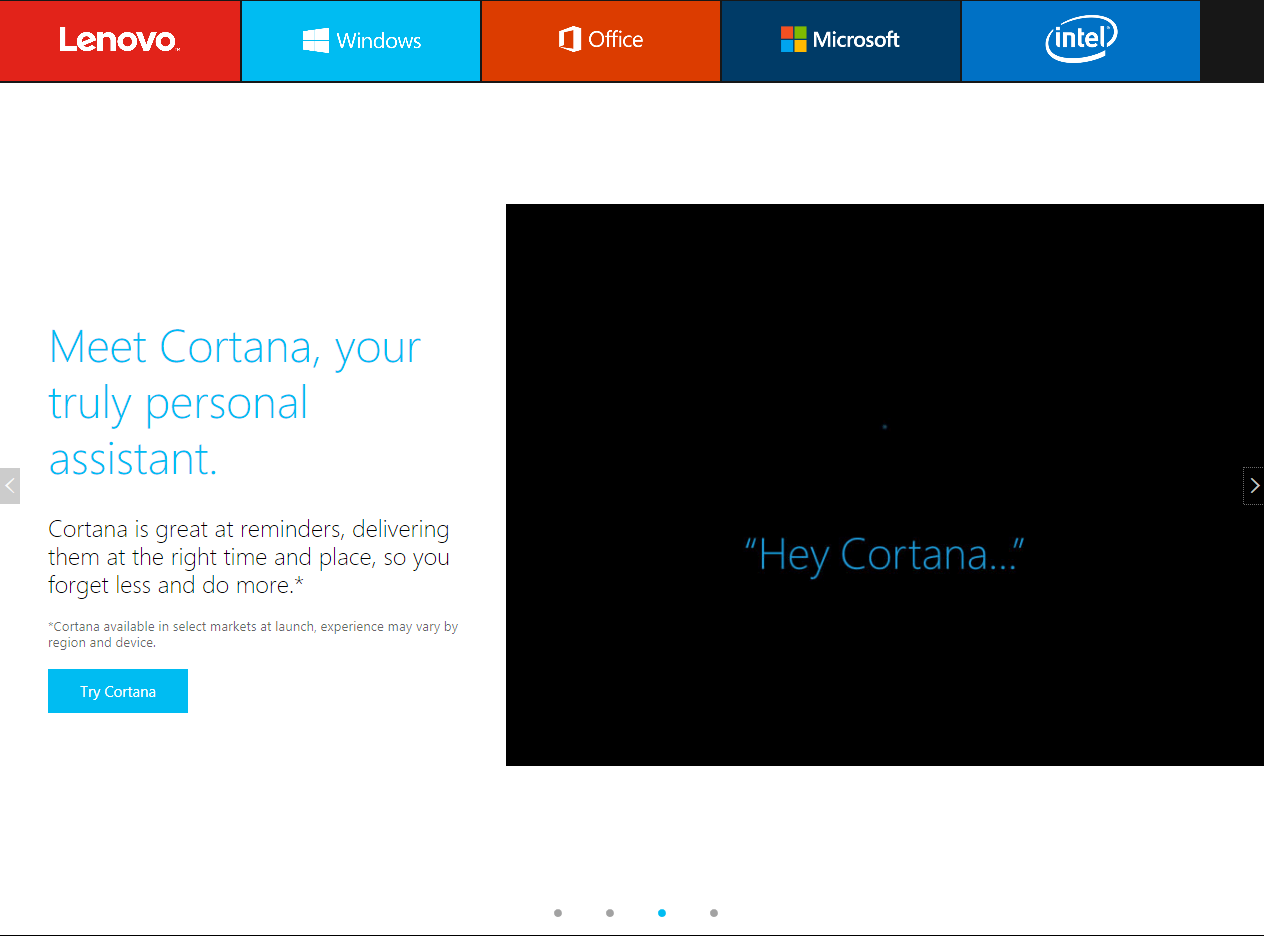 Lenovo
Windows
Office
Microsoft
intel
Meet Cortana, your
truly personal
assistant.
Cortana is great at reminders, delivering
them at the right time and place, so you
forget less and do more.*
*Cortana available in select markets at launch, experience may vary by
region and device.
Try Cortana
“Hey Cortana...”